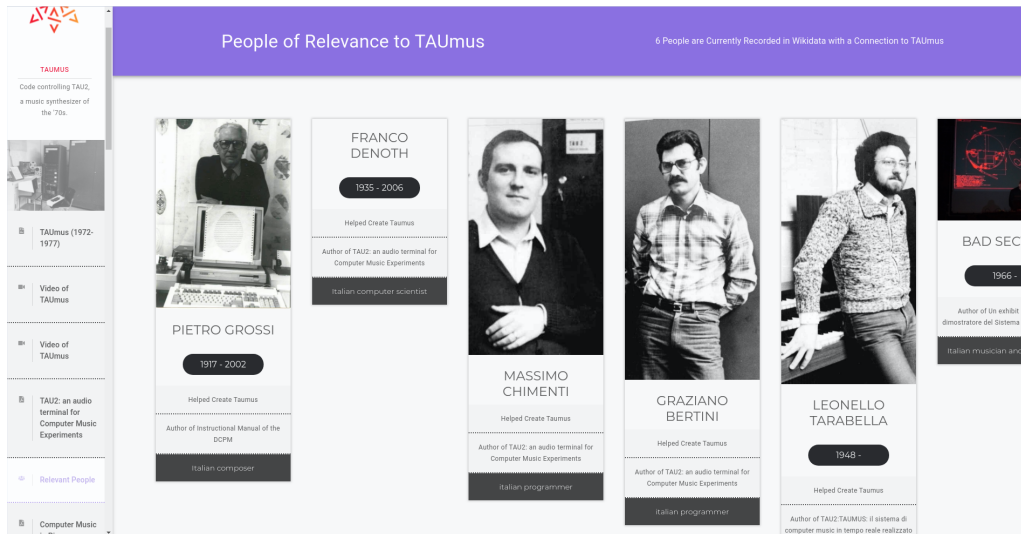 TAUMUS
Code controlling TAU2,
a music synthesizer of
the '70s.
TAUmus (1972-
1977)
Video of
TAUmus
Video of
TAUmus
TAU2: an audio
terminal for
Computer Music
Experiments
Relevant People
Computer Music
People of Relevance to TAUmus
6 People are Currently Recorded in Wikidata with a Connection to TAUmus
PIETRO GROSSI
1917 - 2002
Helped Create Taumus
Author of Instructional Manual of the
DCPM
Italian composer
FRANCO
DENOTH
1935 - 2006
Helped Create Taumus
Author of TAU2: an audio terminal for
Computer Music Experiments
Italian computer scientist
TAU 2
MASSIMO
CHIMENTI
Helped Create Taumus
Author of TAU2: an audio terminal for
Computer Music Experiments
italian programmer
GRAZIANO
BERTINI
Helped Create Taumus
Author of TAU2: an audio terminal for
Computer Music Experiments
italian programmer
LEONELLO
TARABELLA
1948 -
Helped Create Taumus
Author of TAU2:TAUMUS: il sistema di
computer music in tempo reale realizzato
BAD SEC
1966 -
Author of Un exhibit
dimostratore del Sistema
Italian musician and